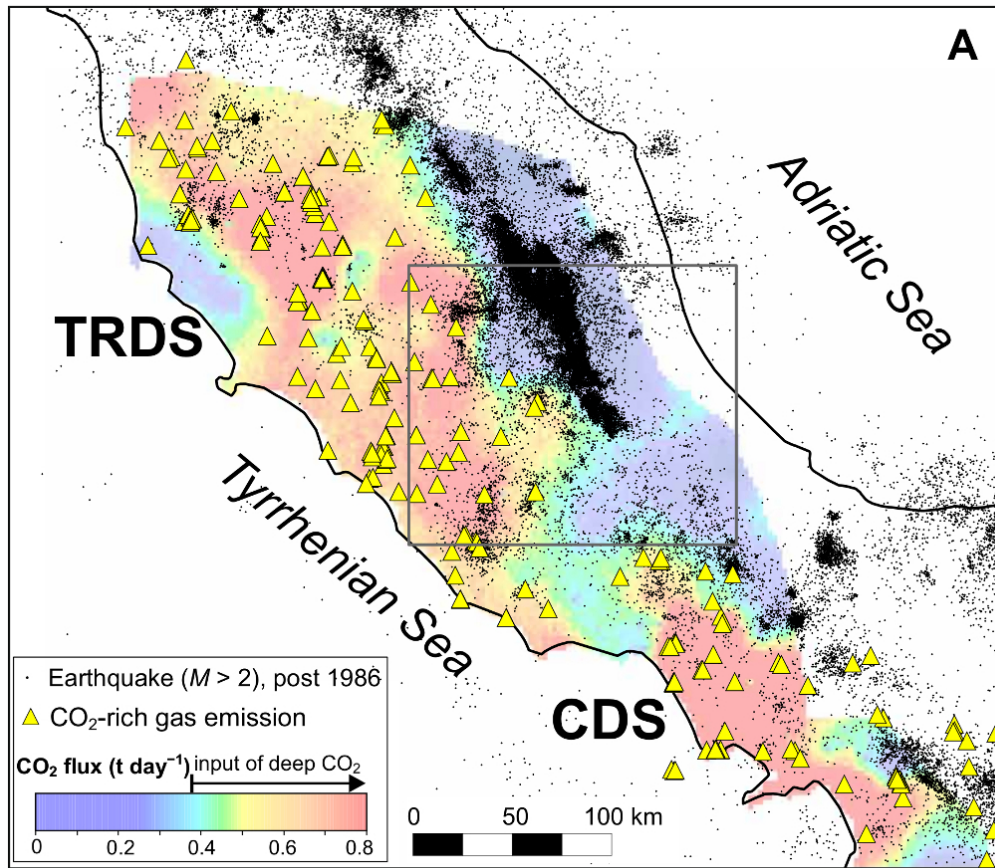 A
Adriatic Sea
TRDS
Tyrrhenian Sea
CDS
Earthquake (M > 2), post 1986
CO₂-rich gas emission
CO₂ flux (t day⁻¹) input of deep CO₂
0 0.2 0.4 0.6 0.8
0 50 100 km